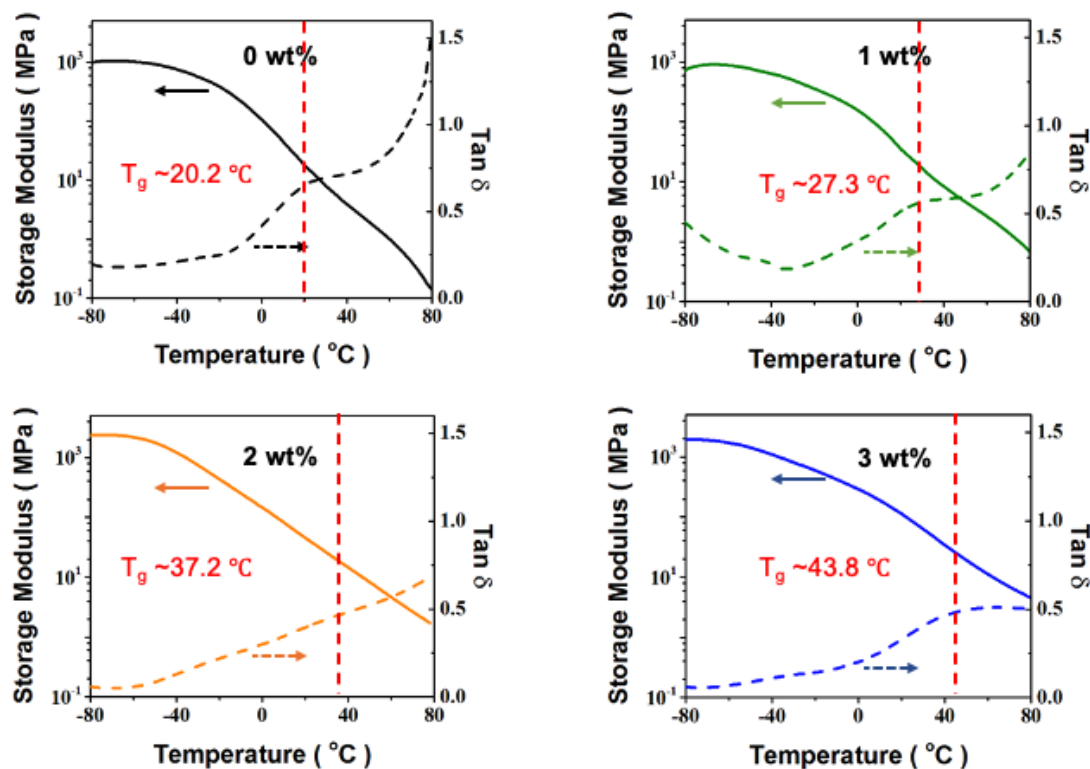 0 wt%
Storage Modulus ( MPa )
10³
10¹
10⁻¹
Tg ~20.2 ℃
1.5
1.0
0.5
0.0
Tan δ
-80 -40 0 40 80
Temperature ( °C )
1 wt%
Storage Modulus ( MPa )
10³
10¹
10⁻¹
Tg ~27.3 ℃
1.5
1.0
0.5
0.0
Tan δ
-80 -40 0 40 80
Temperature ( °C )
2 wt%
Storage Modulus ( MPa )
10³
10¹
10⁻¹
Tg ~37.2 ℃
1.5
1.0
0.5
0.0
Tan δ
-80 -40 0 40 80
Temperature ( °C )
3 wt%
Storage Modulus ( MPa )
10³
10¹
10⁻¹
Tg ~43.8 ℃
1.5
1.0
0.5
0.0
Tan δ
-80 -40 0 40 80
Temperature ( °C )